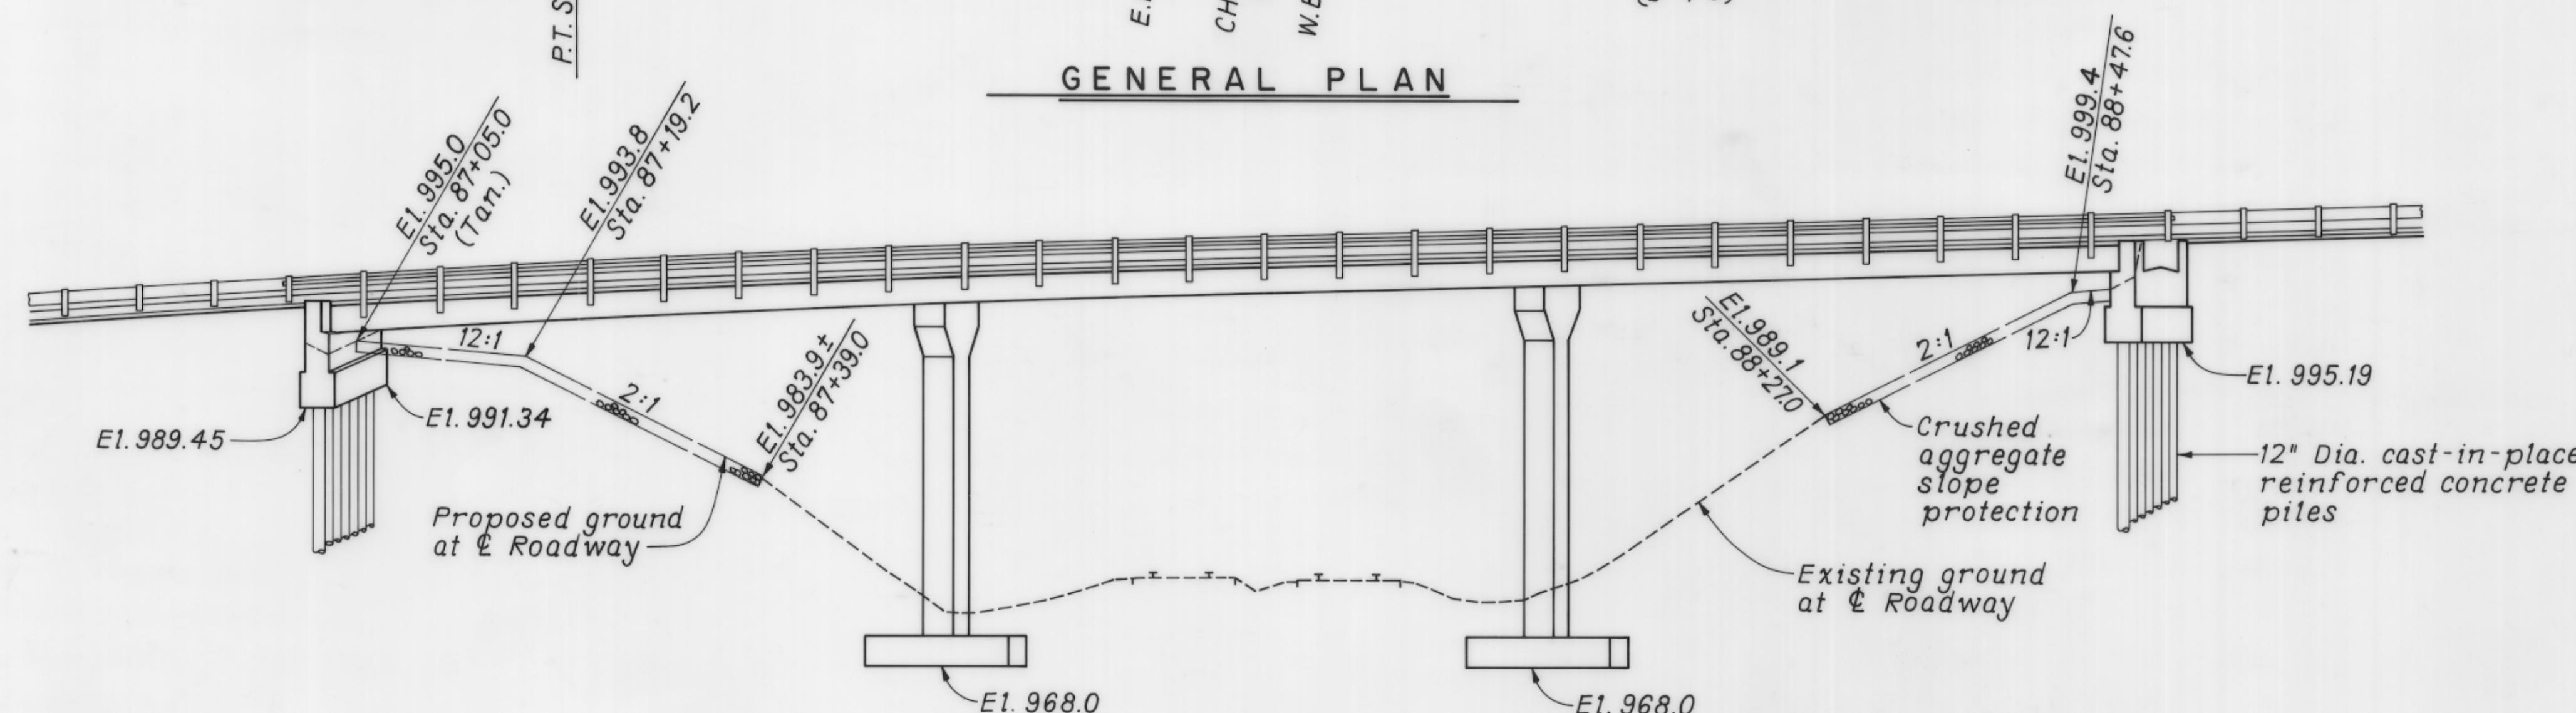 P.T. S
E.
CH
W.B
GENERAL PLAN
El. 995.0
Sta. 87+05.0
(Tan.)
El. 993.8
Sta. 87+19.2
El. 999.4
Sta. 88+47.6
12:1
2:1
El. 983.9±
Sta. 87+39.0
El. 989.1
Sta. 88+27.0
2:1
12:1
El. 995.19
El. 989.45
El. 991.34
Crushed
aggregate
slope
protection
12" Dia. cast-in-place
reinforced concrete
piles
Proposed ground
at ℄ Roadway
Existing ground
at ℄ Roadway
El. 968.0
El. 968.0